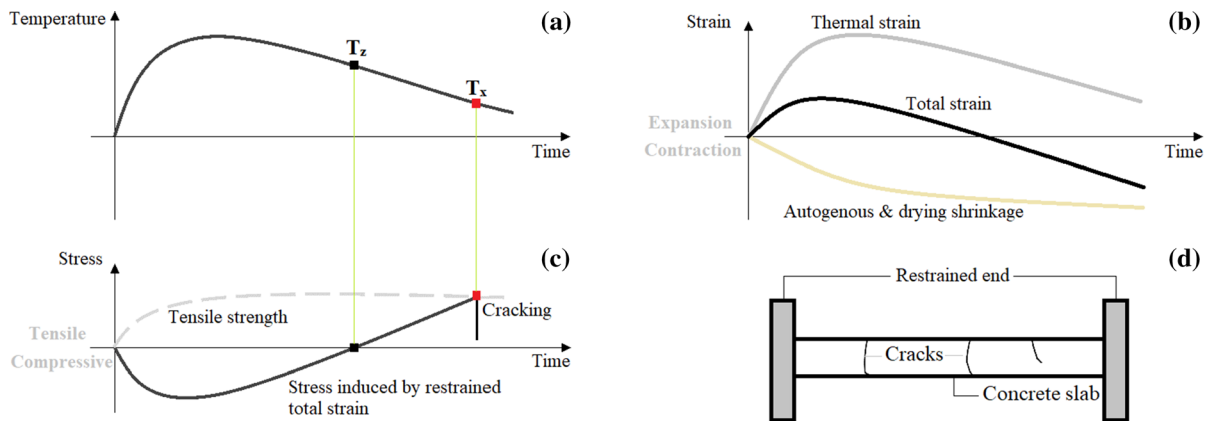 Temperature
(a)
Tz
Tx
Time
Strain
(b)
Thermal strain
Total strain
Expansion
Contraction
Time
Autogenous & drying shrinkage
Stress
(c)
Tensile strength
Cracking
Tensile
Compressive
Time
Stress induced by restrained
total strain
(d)
Restrained end
Cracks
Concrete slab